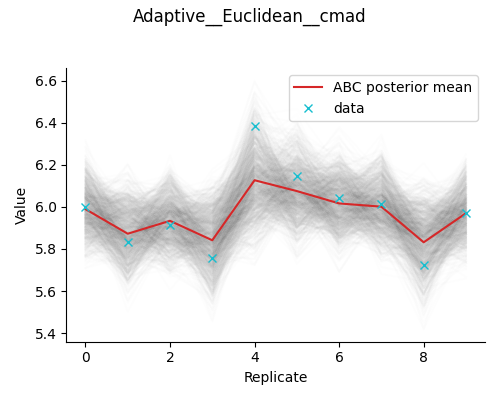 Adaptive__Euclidean__cmad
6.6
6.4
6.2
6.0
5.8
5.6
5.4
Value
ABC posterior mean
data
0 2 4 6 8
Replicate